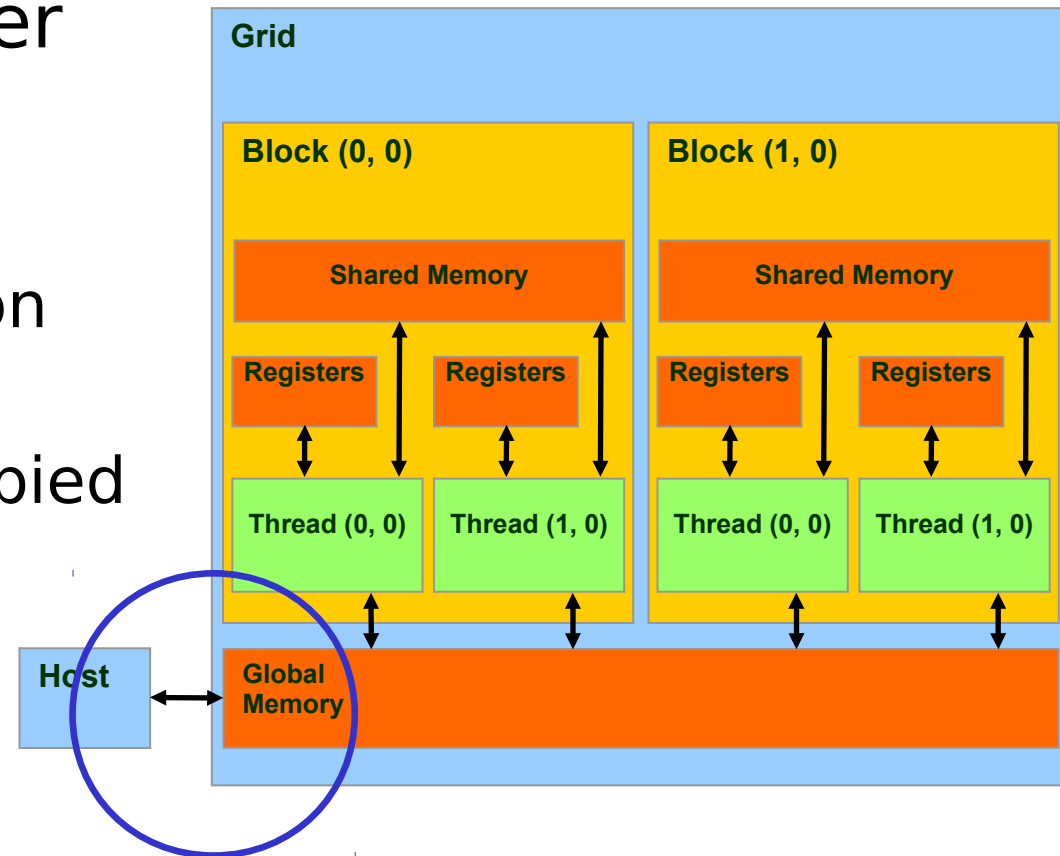 er
on
pied
Grid
Block (0, 0)
Block (1, 0)
Shared Memory
Shared Memory
Registers
Registers
Registers
Registers
Thread (0, 0)
Thread (1, 0)
Thread (0, 0)
Thread (1, 0)
Host
Global
Memory